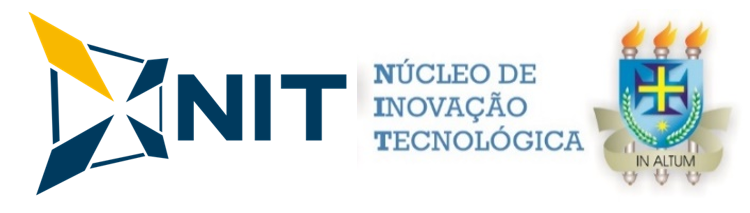 NIT
NÚCLEO DE
INOVAÇÃO
TECNOLÓGICA
IN ALTUM